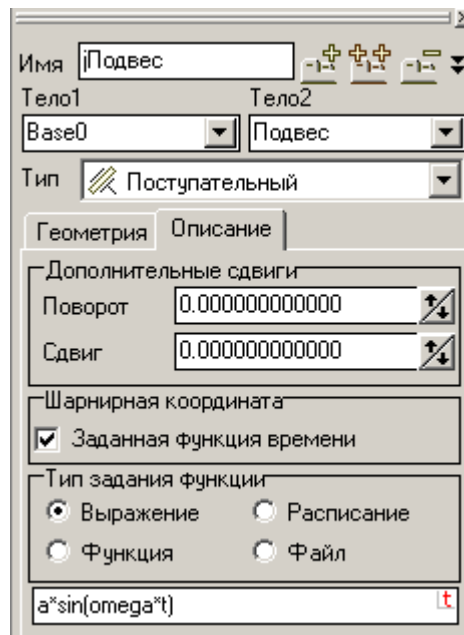 Имя jПодвес
Тело1 Тело2
Base0 Подвес
Тип Поступательный
Геометрия Описание
Дополнительные сдвиги
Поворот 0.000000000000
Сдвиг 0.000000000000
Шарнирная координата
Заданная функция времени
Тип задания функции
Выражение Расписание
Функция Файл
a*sin(omega*t) t